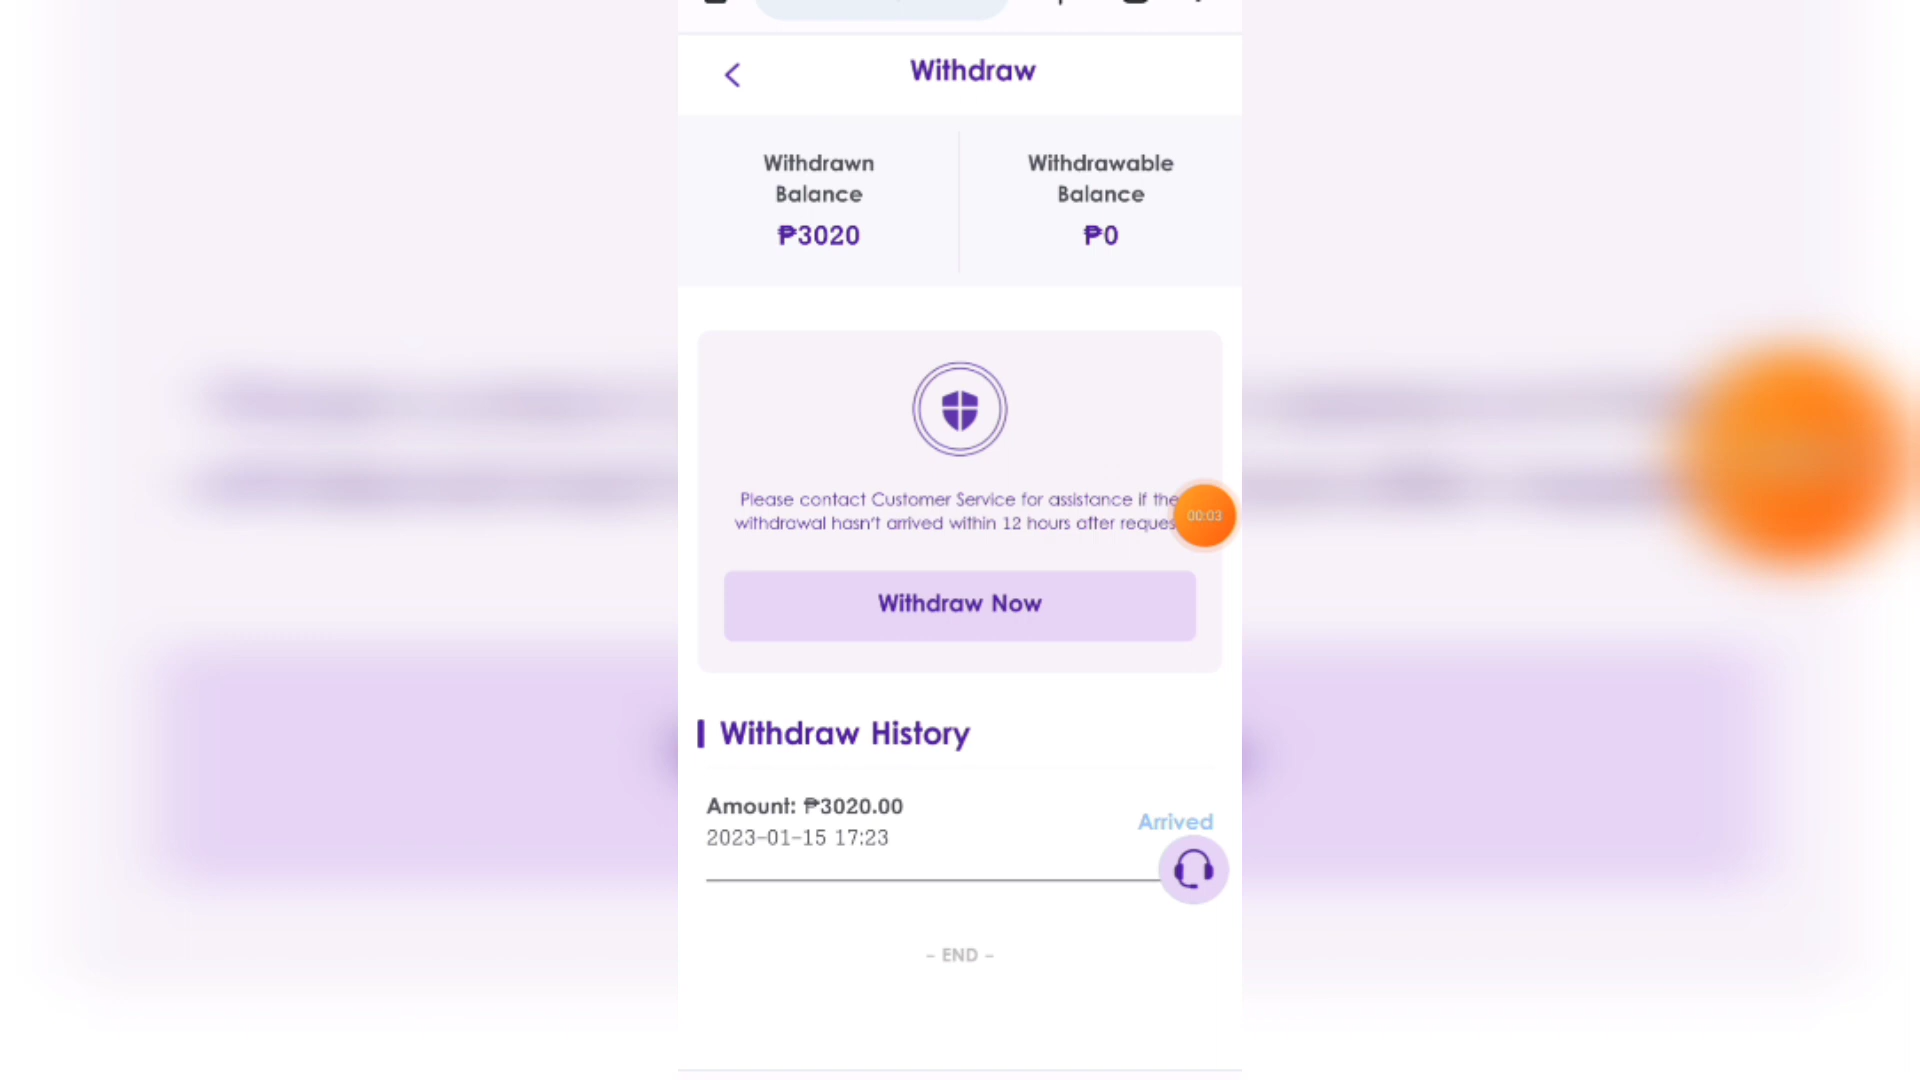 Withdraw
Withdrawn
Balance
₱3020
Withdrawable
Balance
₱0
Please contact Customer Service for assistance if the
withdrawal hasn't arrived within 12 hours after reques
00:03
Withdraw Now
Withdraw History
Amount: ₱3020.00
2023-01-15 17:23
Arrived
- END -